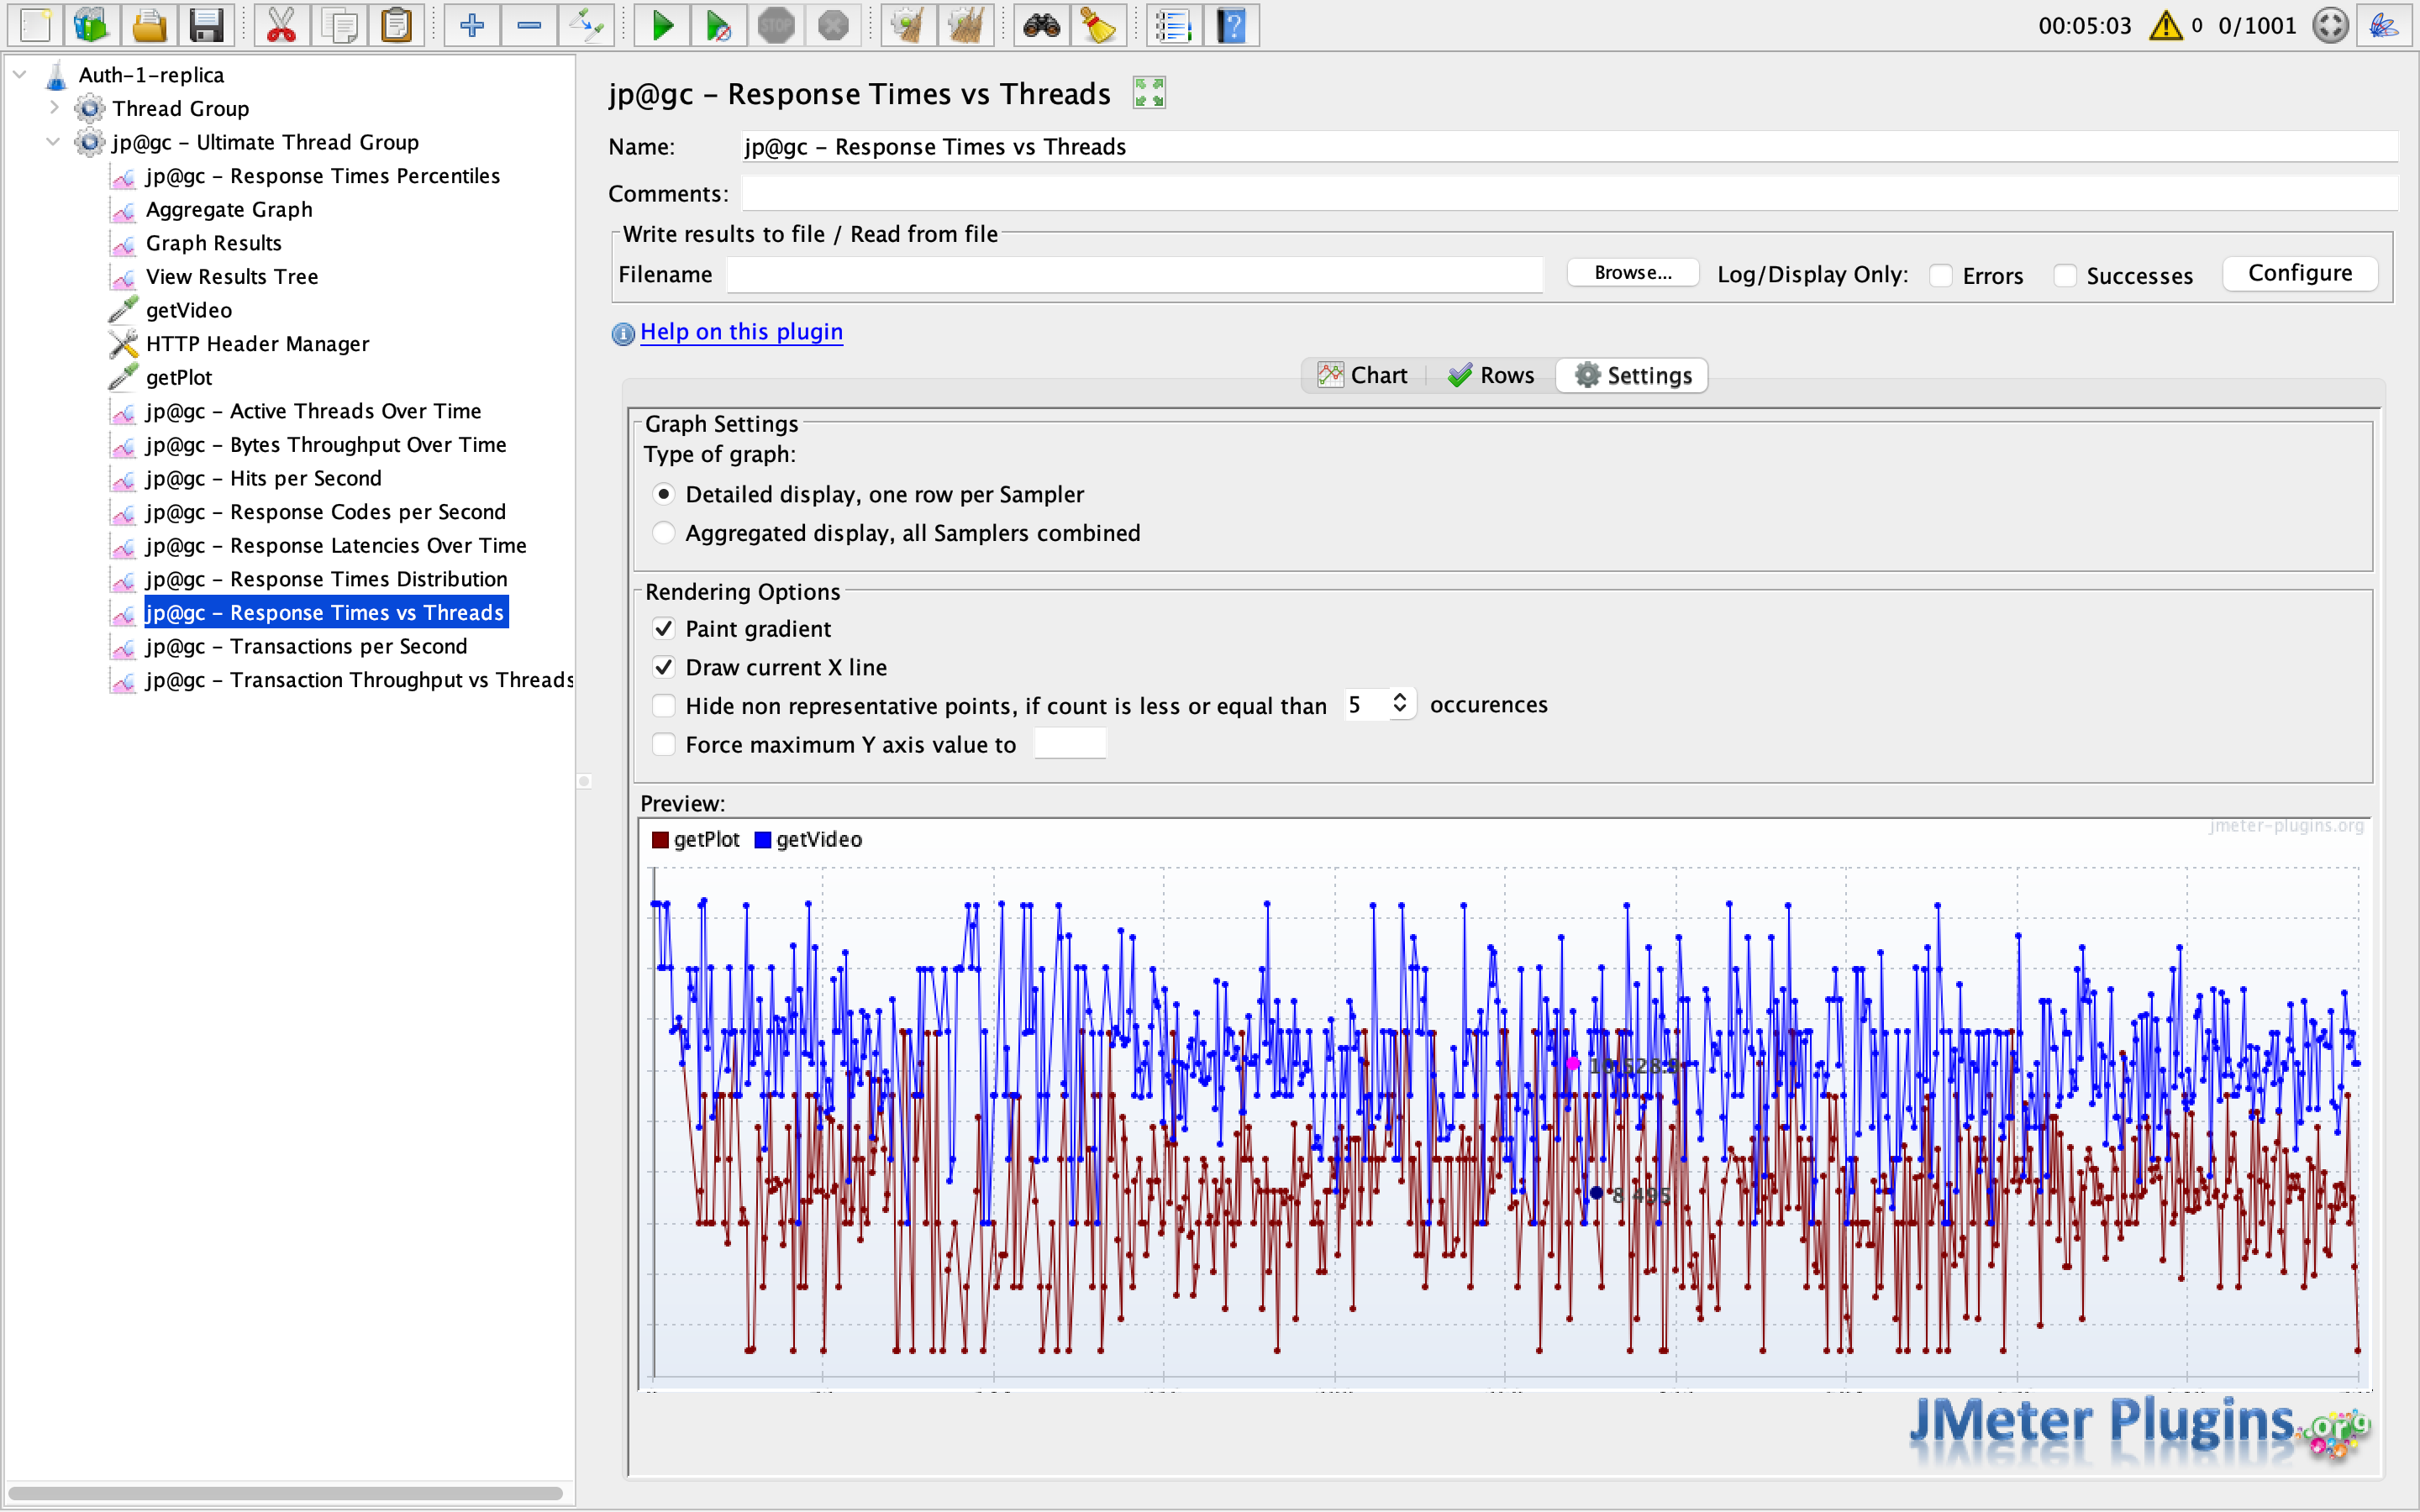 STOP
00:05:03 0 0/1001
Auth-1-replica
Thread Group
jp@gc - Ultimate Thread Group
jp@gc - Response Times Percentiles
Aggregate Graph
Graph Results
View Results Tree
getVideo
HTTP Header Manager
getPlot
jp@gc - Active Threads Over Time
jp@gc - Bytes Throughput Over Time
jp@gc - Hits per Second
jp@gc - Response Codes per Second
jp@gc - Response Latencies Over Time
jp@gc - Response Times Distribution
jp@gc - Response Times vs Threads
jp@gc - Transactions per Second
jp@gc - Transaction Throughput vs Threads
jp@gc - Response Times vs Threads
Name: jp@gc - Response Times vs Threads
Comments:
Write results to file / Read from file
Filename Browse... Log/Display Only: Errors Successes Configure
Help on this plugin
Chart Rows Settings
Graph Settings
Type of graph:
Detailed display, one row per Sampler
Aggregated display, all Samplers combined
Rendering Options
Paint gradient
Draw current X line
Hide non representative points, if count is less or equal than 5 occurences
Force maximum Y axis value to
Preview:
getPlot getVideo
jmeter-plugins.org
8 495
JMeter Plugins.org